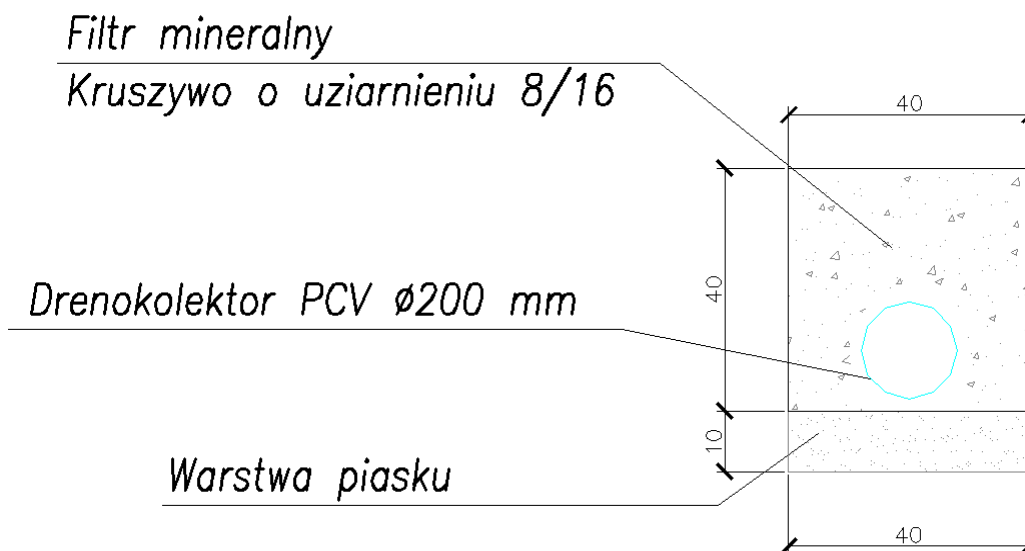 Filtr mineralny
Kruszywo o uziarnieniu 8/16
40
40
Drenokolektor PCV ø200 mm
10
Warstwa piasku
40